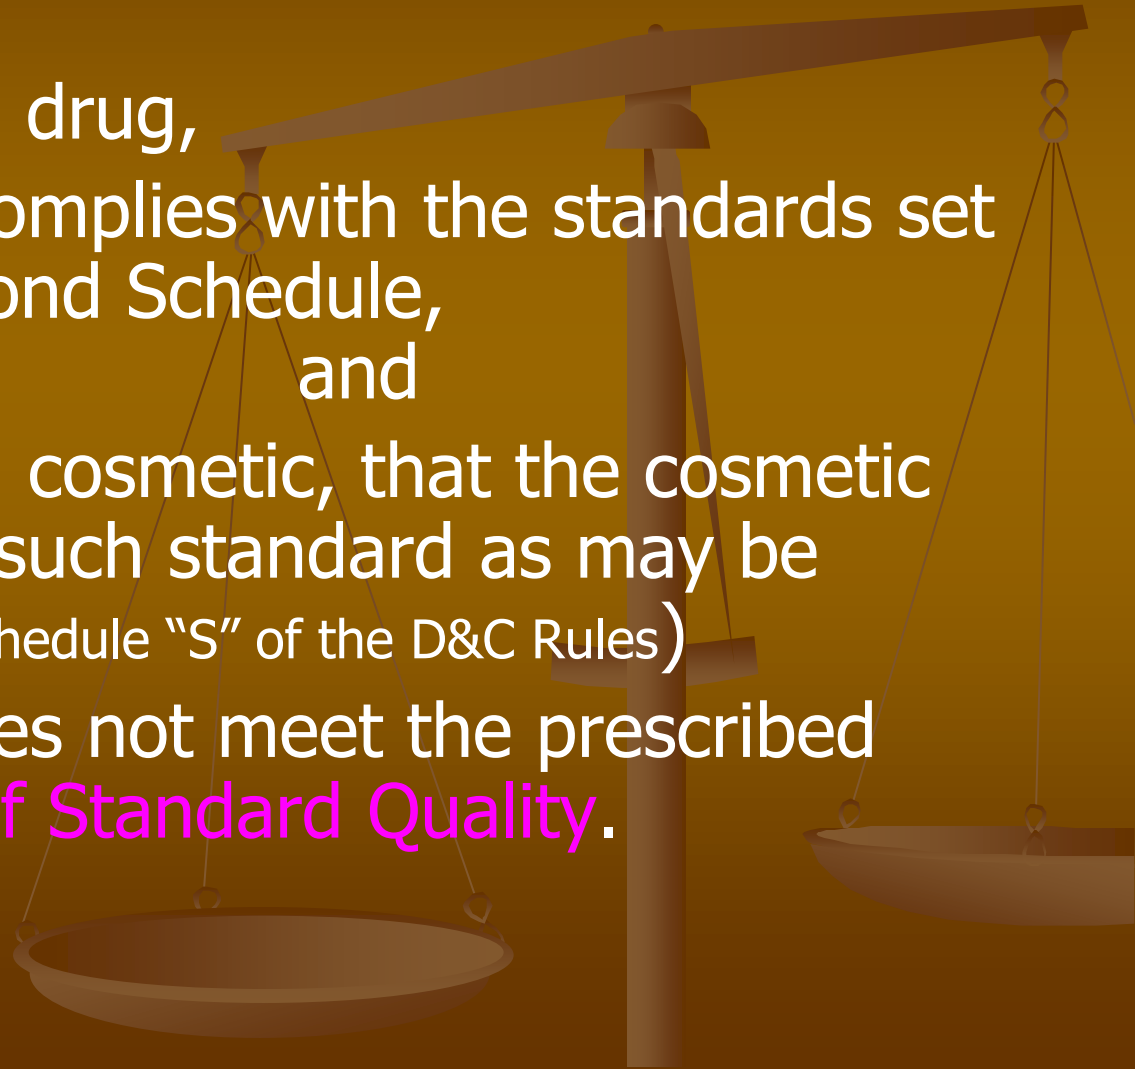 drug,
omplies with the standards set
ond Schedule,
and
cosmetic, that the cosmetic
such standard as may be
hedule “S” of the D&C Rules)
es not meet the prescribed
f Standard Quality.